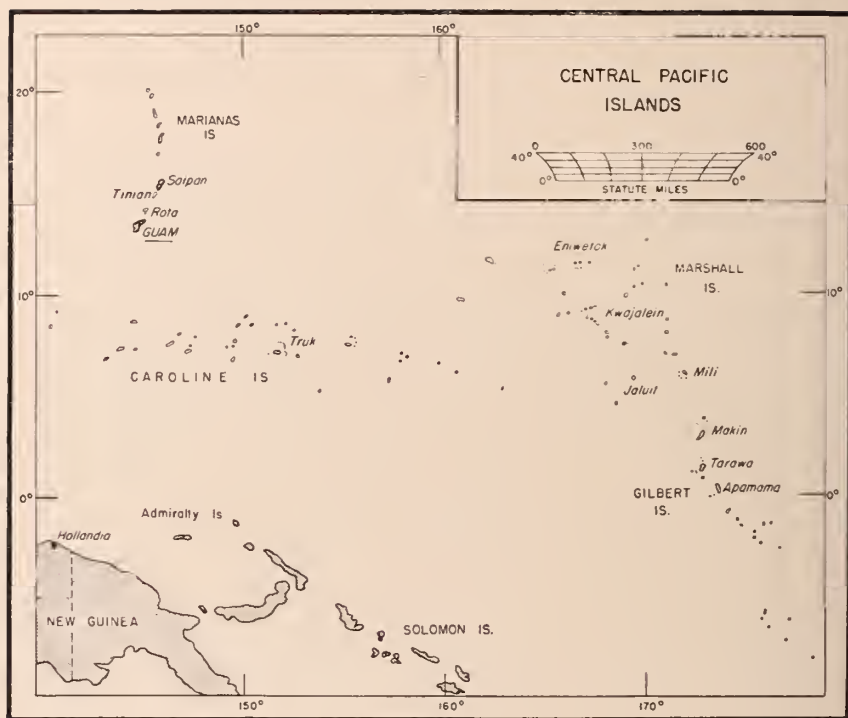 150°
160°
CENTRAL PACIFIC
ISLANDS
0
300
600
40°
40°
0°
0°
STATUTE MILES
20°
MARIANAS
IS
Saipan
Tinian
Rota
GUAM
10°
10°
Eniwetok
MARSHALL
IS.
Kwajalein
Truk
CAROLINE IS
Mili
Jaluit
Makin
Tarawa
Apamama
GILBERT
IS.
0°
0°
Admiralty Is
Hollandia
NEW GUINEA
SOLOMON IS.
150°
160°
170°